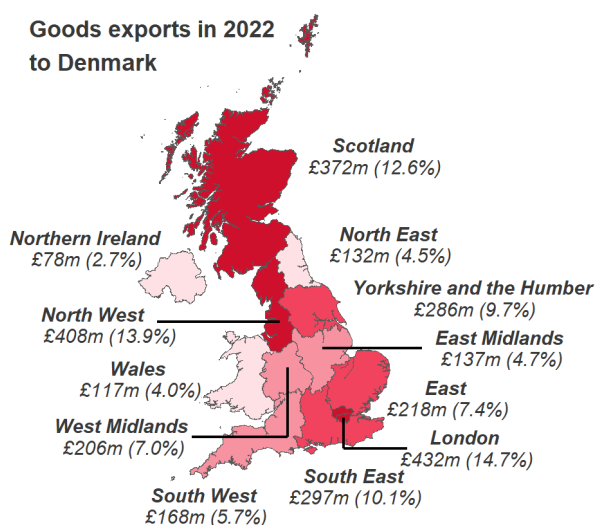 Goods exports in 2022
to Denmark
Scotland
£372m (12.6%)
Northern Ireland
£78m (2.7%)
North East
£132m (4.5%)
Yorkshire and the Humber
£286m (9.7%)
North West
£408m (13.9%)
East Midlands
£137m (4.7%)
Wales
£117m (4.0%)
East
£218m (7.4%)
West Midlands
£206m (7.0%)
London
£432m (14.7%)
South East
£297m (10.1%)
South West
£168m (5.7%)